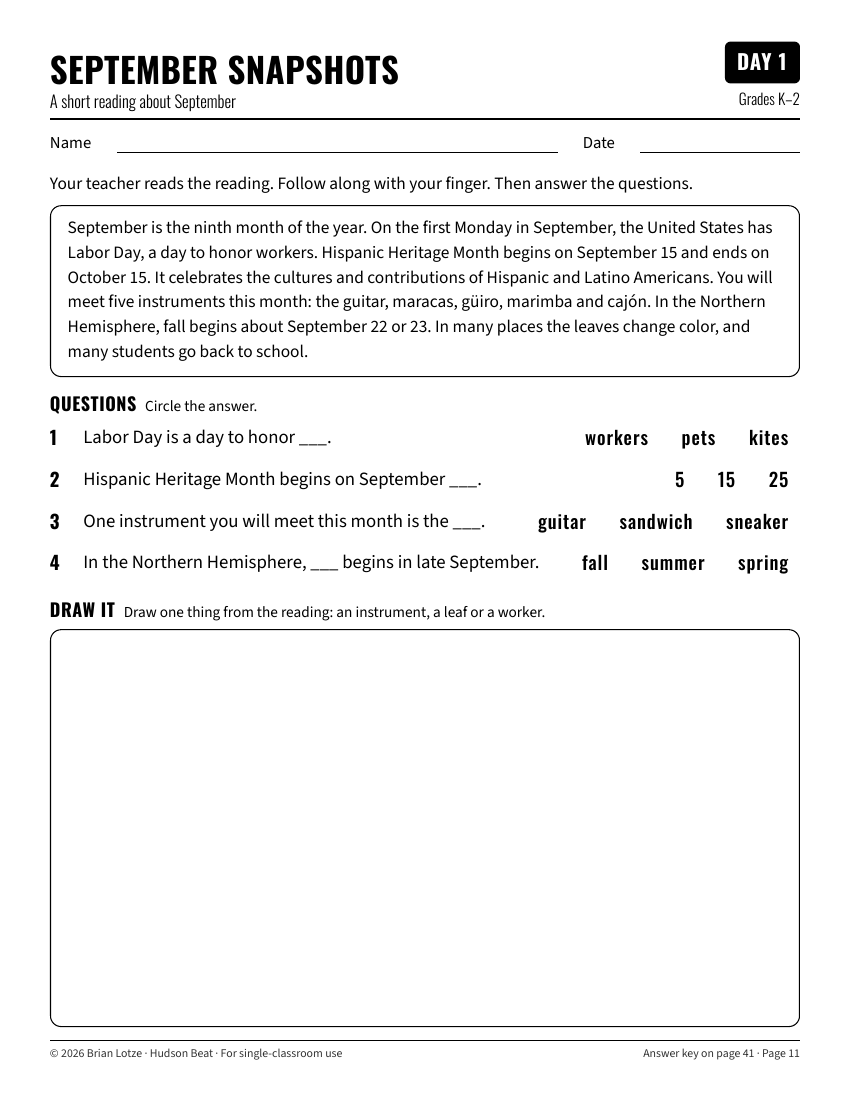 SEPTEMBER SNAPSHOTS
DAY 1
A short reading about September
Grades K–2
Name
Date
Your teacher reads the reading. Follow along with your finger. Then answer the questions.
September is the ninth month of the year. On the first Monday in September, the United States has
Labor Day, a day to honor workers. Hispanic Heritage Month begins on September 15 and ends on
October 15. It celebrates the cultures and contributions of Hispanic and Latino Americans. You will
meet five instruments this month: the guitar, maracas, güiro, marimba and cajón. In the Northern
Hemisphere, fall begins about September 22 or 23. In many places the leaves change color, and
many students go back to school.
QUESTIONS Circle the answer.
1 Labor Day is a day to honor ___. workers pets kites
2 Hispanic Heritage Month begins on September ___. 5 15 25
3 One instrument you will meet this month is the ___. guitar sandwich sneaker
4 In the Northern Hemisphere, ___ begins in late September. fall summer spring
DRAW IT Draw one thing from the reading: an instrument, a leaf or a worker.
© 2026 Brian Lotze · Hudson Beat · For single-classroom use
Answer key on page 41 · Page 11